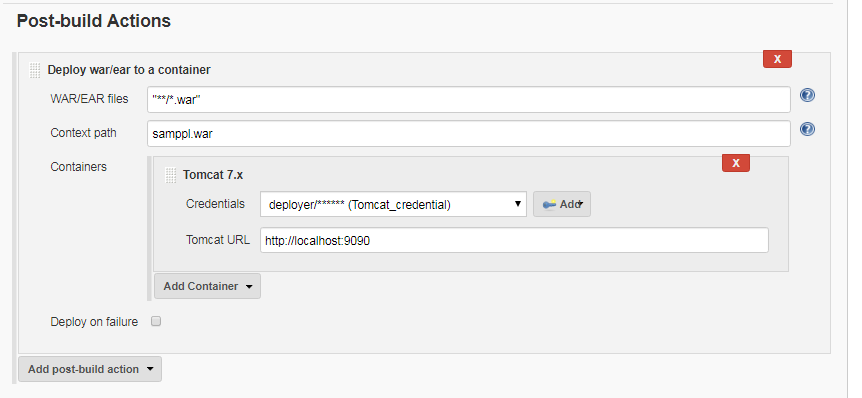 Post-build Actions
X
Deploy war/ear to a container
WAR/EAR files "**/*.war" ?
Context path samppl.war ?
Containers
X
Tomcat 7.x
Credentials deployer/****** (Tomcat_credential) Add
Tomcat URL http://localhost:9090
Add Container
Deploy on failure
Add post-build action